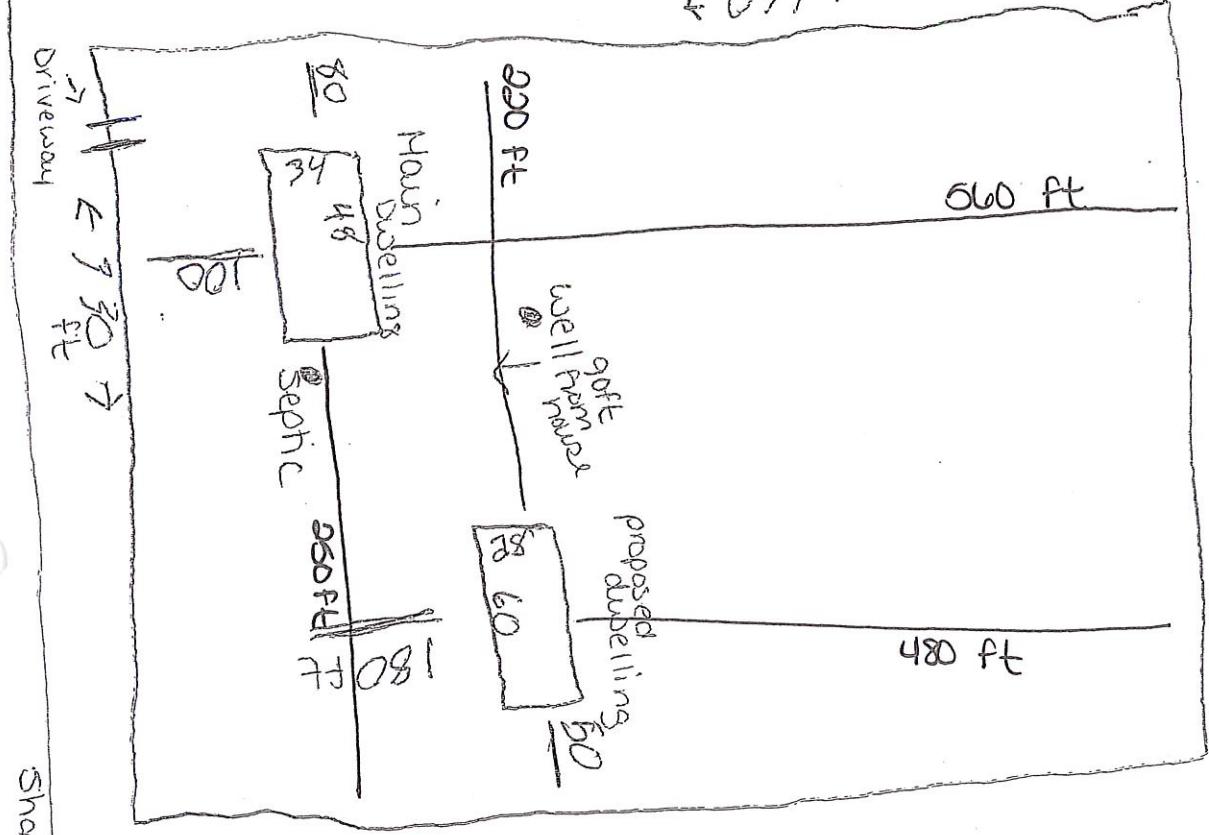 560 ft
220 ft
80
Main
Dwelling
34
48
100
Driveway
730
ft
90ft
well from
house
Septic
250 ft
180
FT
proposed
dwelling
28
60
480 ft
50